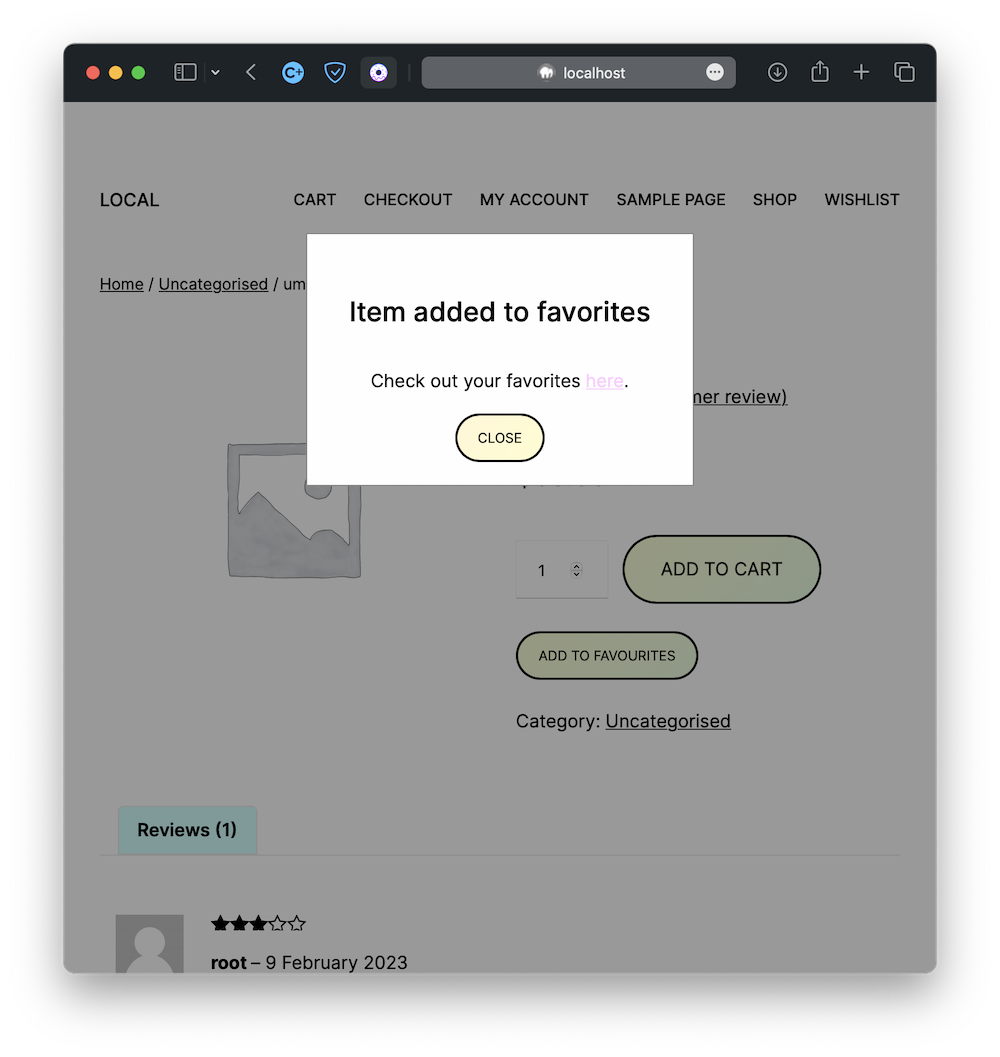 localhost
LOCAL CART CHECKOUT MY ACCOUNT SAMPLE PAGE SHOP WISHLIST
Home / Uncategorised / um
Item added to favorites
Check out your favorites here.
CLOSE
mer review)
1 ADD TO CART
ADD TO FAVOURITES
Category: Uncategorised
Reviews (1)
root – 9 February 2023